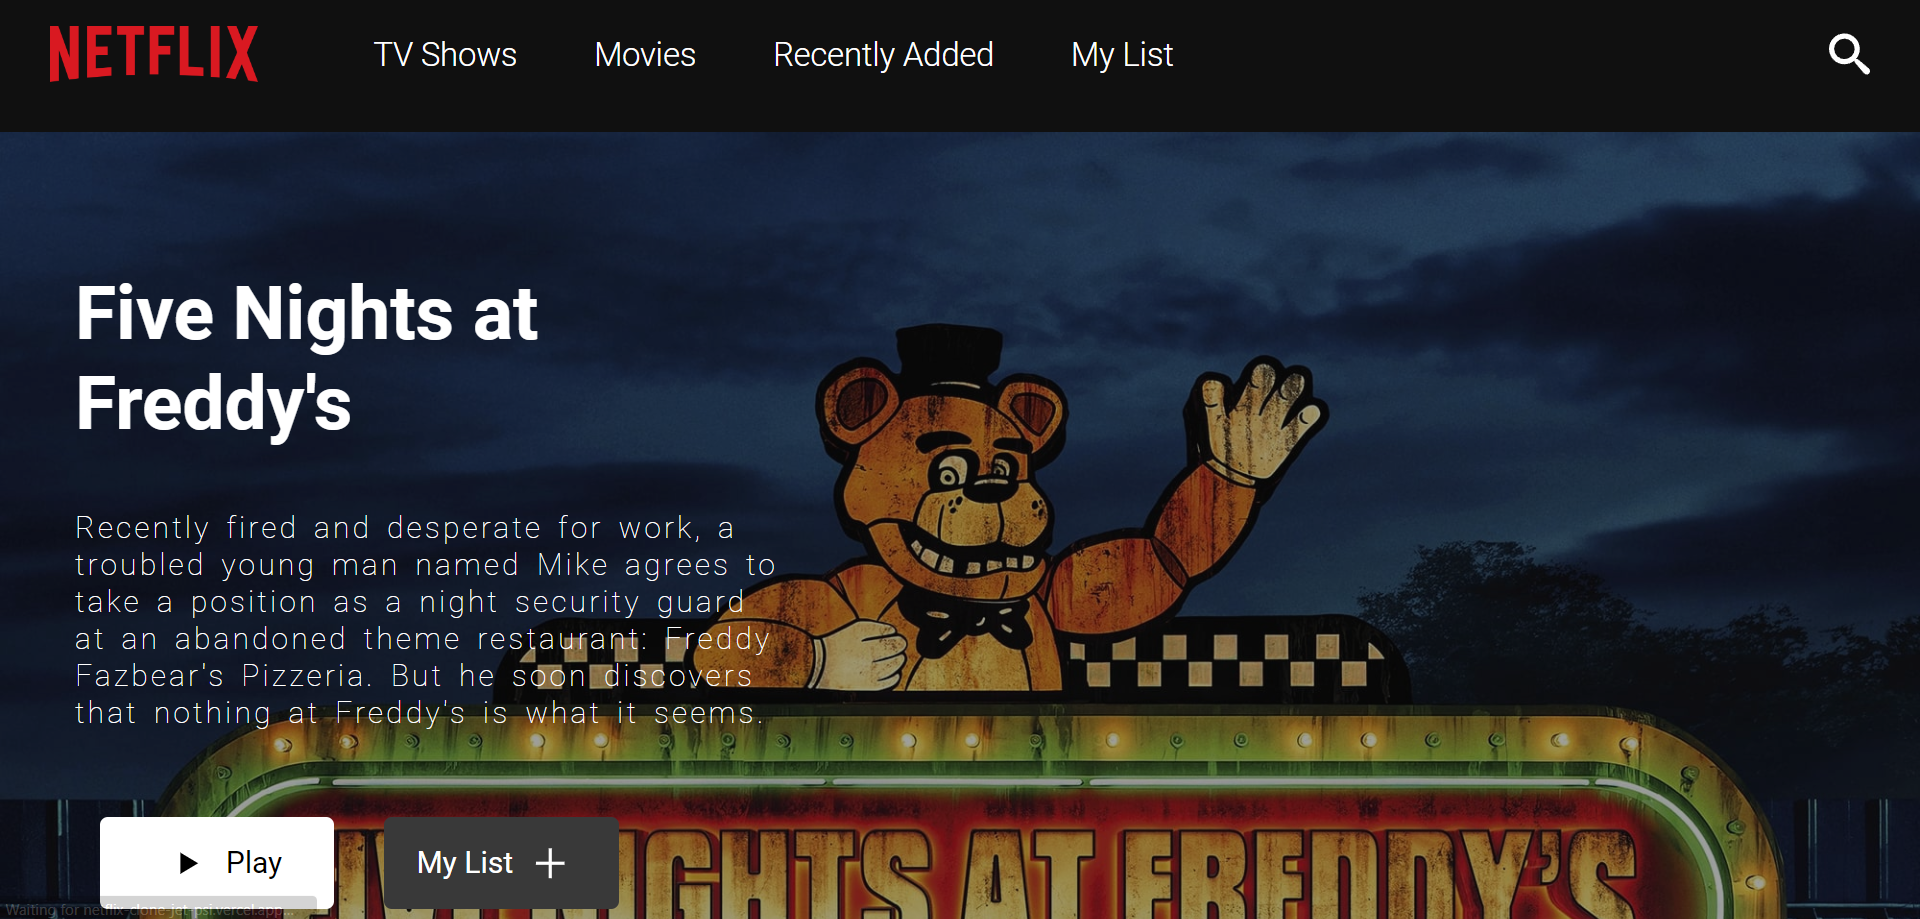 NETFLIX
TV Shows
Movies
Recently Added
My List
Five Nights at
Freddy's
Recently fired and desperate for work, a
troubled young man named Mike agrees to
take a position as a night security guard
at an abandoned theme restaurant: Freddy
Fazbear's Pizzeria. But he soon discovers
that nothing at Freddy's is what it seems.
Play
My List
NIGHTS AT FREDDY'S
Waiting for netflix-clone-jet-psi.vercel.app...